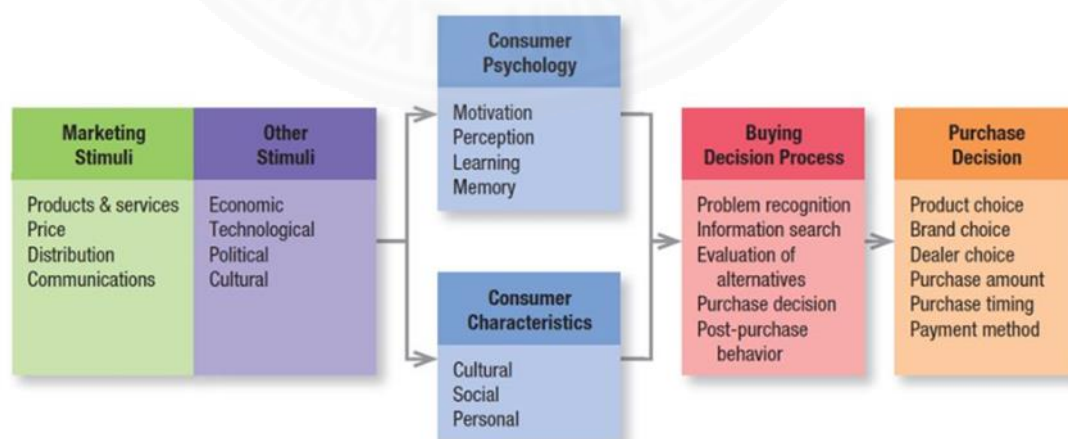 Marketing
Stimuli
Products & services
Price
Distribution
Communications
Other
Stimuli
Economic
Technological
Political
Cultural
Consumer
Psychology
Motivation
Perception
Learning
Memory
Consumer
Characteristics
Cultural
Social
Personal
Buying
Decision Process
Problem recognition
Information search
Evaluation of
alternatives
Purchase decision
Post-purchase
behavior
Purchase
Decision
Product choice
Brand choice
Dealer choice
Purchase amount
Purchase timing
Payment method